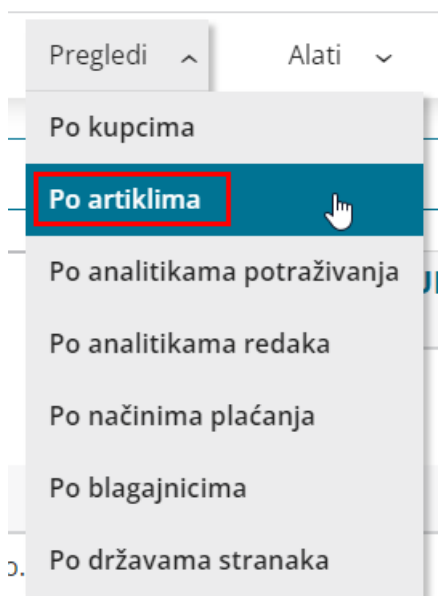 Pregledi Alati
Po kupcima
Po artiklima
Po analitikama potraživanja
Po analitikama redaka
Po načinima plaćanja
Po blagajnicima
Po državama stranaka